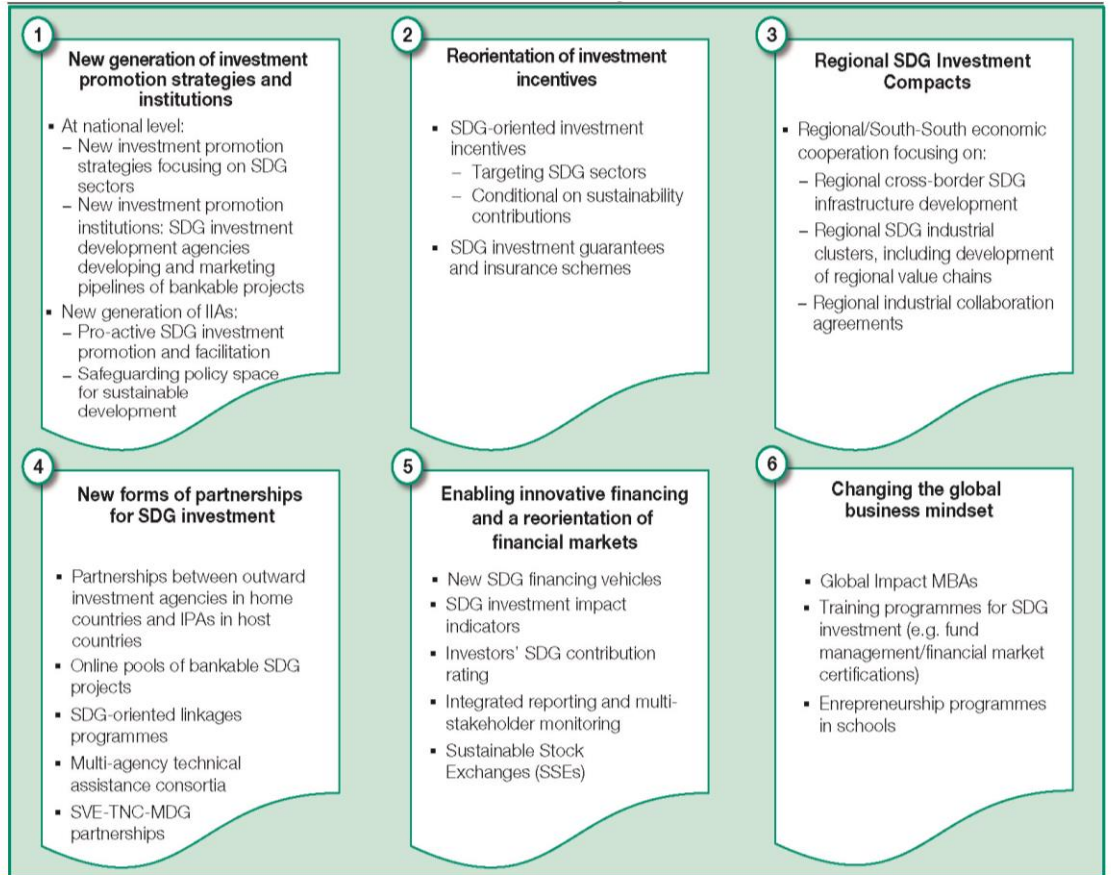 1
New generation of investment
promotion strategies and
institutions
▪ At national level:
– New investment promotion
strategies focusing on SDG
sectors
– New investment promotion
institutions: SDG investment
development agencies
developing and marketing
pipelines of bankable projects
▪ New generation of IIAs:
– Pro-active SDG investment
promotion and facilitation
– Safeguarding policy space
for sustainable
development
2
Reorientation of investment
incentives
▪ SDG-oriented investment
incentives
– Targeting SDG sectors
– Conditional on sustainability
contributions
▪ SDG investment guarantees
and insurance schemes
3
Regional SDG Investment
Compacts
▪ Regional/South-South economic
cooperation focusing on:
– Regional cross-border SDG
infrastructure development
– Regional SDG industrial
clusters, including development
of regional value chains
– Regional industrial collaboration
agreements
4
New forms of partnerships
for SDG investment
▪ Partnerships between outward
investment agencies in home
countries and IPAs in host
countries
▪ Online pools of bankable SDG
projects
▪ SDG-oriented linkages
programmes
▪ Multi-agency technical
assistance consortia
▪ SVE-TNC-MDG
partnerships
5
Enabling innovative financing
and a reorientation of
financial markets
▪ New SDG financing vehicles
▪ SDG investment impact
indicators
▪ Investors' SDG contribution
rating
▪ Integrated reporting and multi-
stakeholder monitoring
▪ Sustainable Stock
Exchanges (SSEs)
6
Changing the global
business mindset
▪ Global Impact MBAs
▪ Training programmes for SDG
investment (e.g. fund
management/financial market
certifications)
▪ Enrepreneurship programmes
in schools